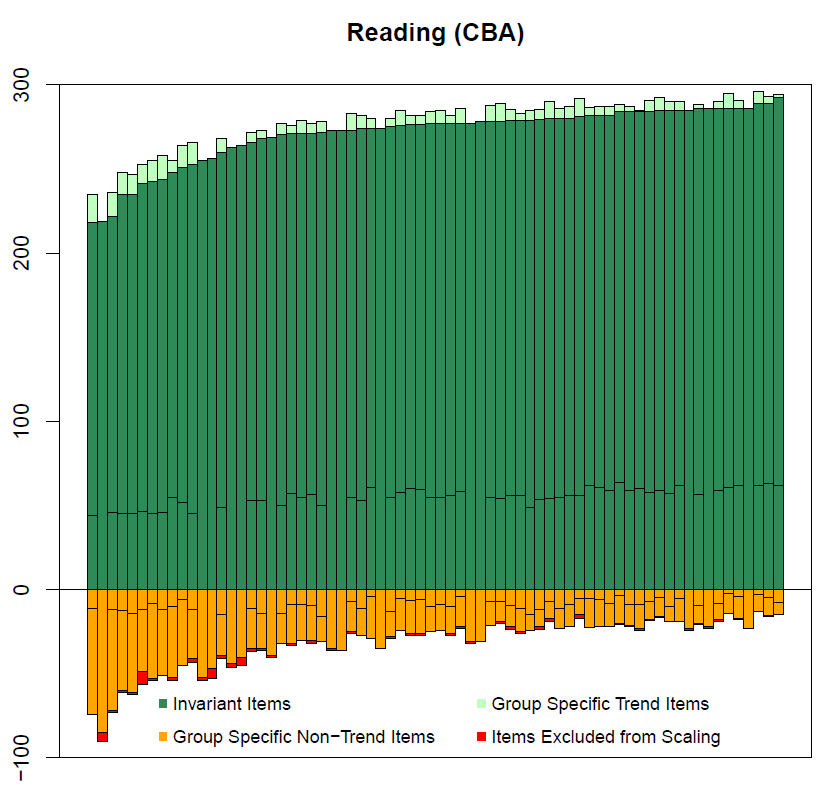 Reading (CBA)
300
200
100
0
−100
Invariant Items
Group Specific Trend Items
Group Specific Non−Trend Items
Items Excluded from Scaling